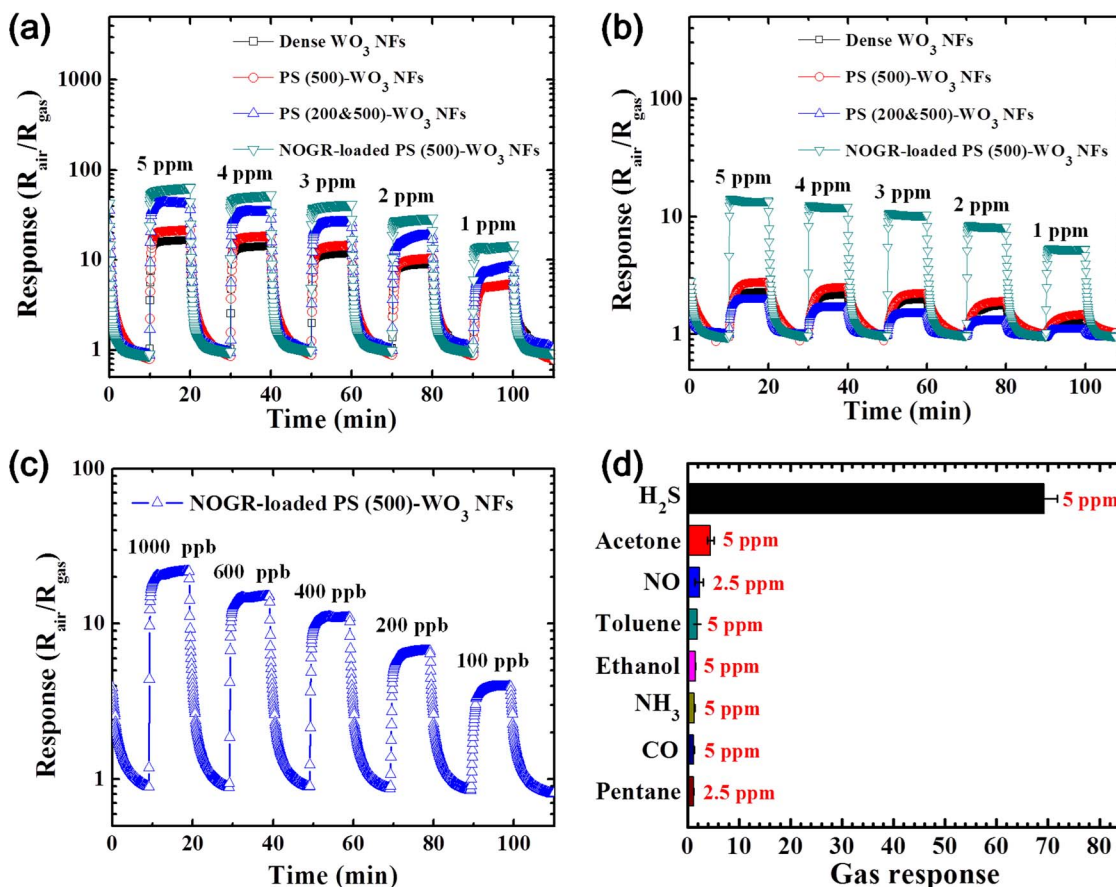 (a)
Response (R_air/R_gas)
1000
100
10
1
Dense WO₃ NFs
PS (500)-WO₃ NFs
PS (200&500)-WO₃ NFs
NOGR-loaded PS (500)-WO₃ NFs
5 ppm
4 ppm
3 ppm
2 ppm
1 ppm
0 20 40 60 80 100
Time (min)
(b)
Response (R_air/R_gas)
100
10
1
Dense WO₃ NFs
PS (500)-WO₃ NFs
PS (200&500)-WO₃ NFs
NOGR-loaded PS (500)-WO₃ NFs
5 ppm
4 ppm
3 ppm
2 ppm
1 ppm
0 20 40 60 80 100
Time (min)
(c)
Response (R_air/R_gas)
100
10
1
NOGR-loaded PS (500)-WO₃ NFs
1000 ppb
600 ppb
400 ppb
200 ppb
100 ppb
0 20 40 60 80 100
Time (min)
(d)
H₂S 5 ppm
Acetone 5 ppm
NO 2.5 ppm
Toluene 5 ppm
Ethanol 5 ppm
NH₃ 5 ppm
CO 5 ppm
Pentane 2.5 ppm
0 10 20 30 40 50 60 70 80
Gas response